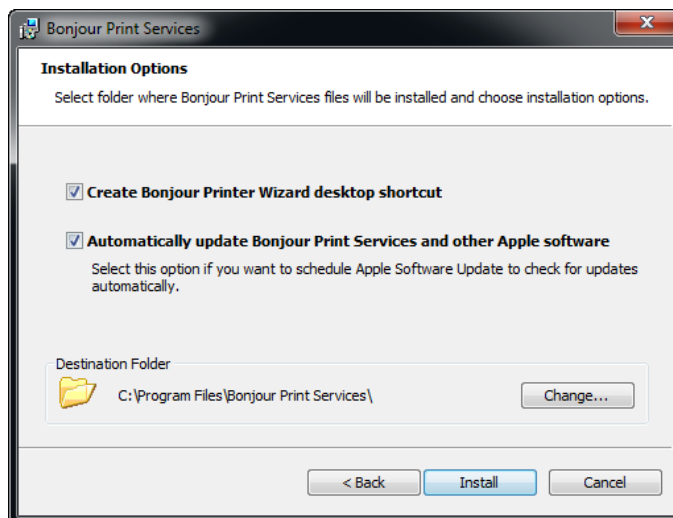 Bonjour Print Services
Installation Options
Select folder where Bonjour Print Services files will be installed and choose installation options.
Create Bonjour Printer Wizard desktop shortcut
Automatically update Bonjour Print Services and other Apple software
Select this option if you want to schedule Apple Software Update to check for updates
automatically.
Destination Folder
C:\Program Files\Bonjour Print Services\
Change...
< Back
Install
Cancel